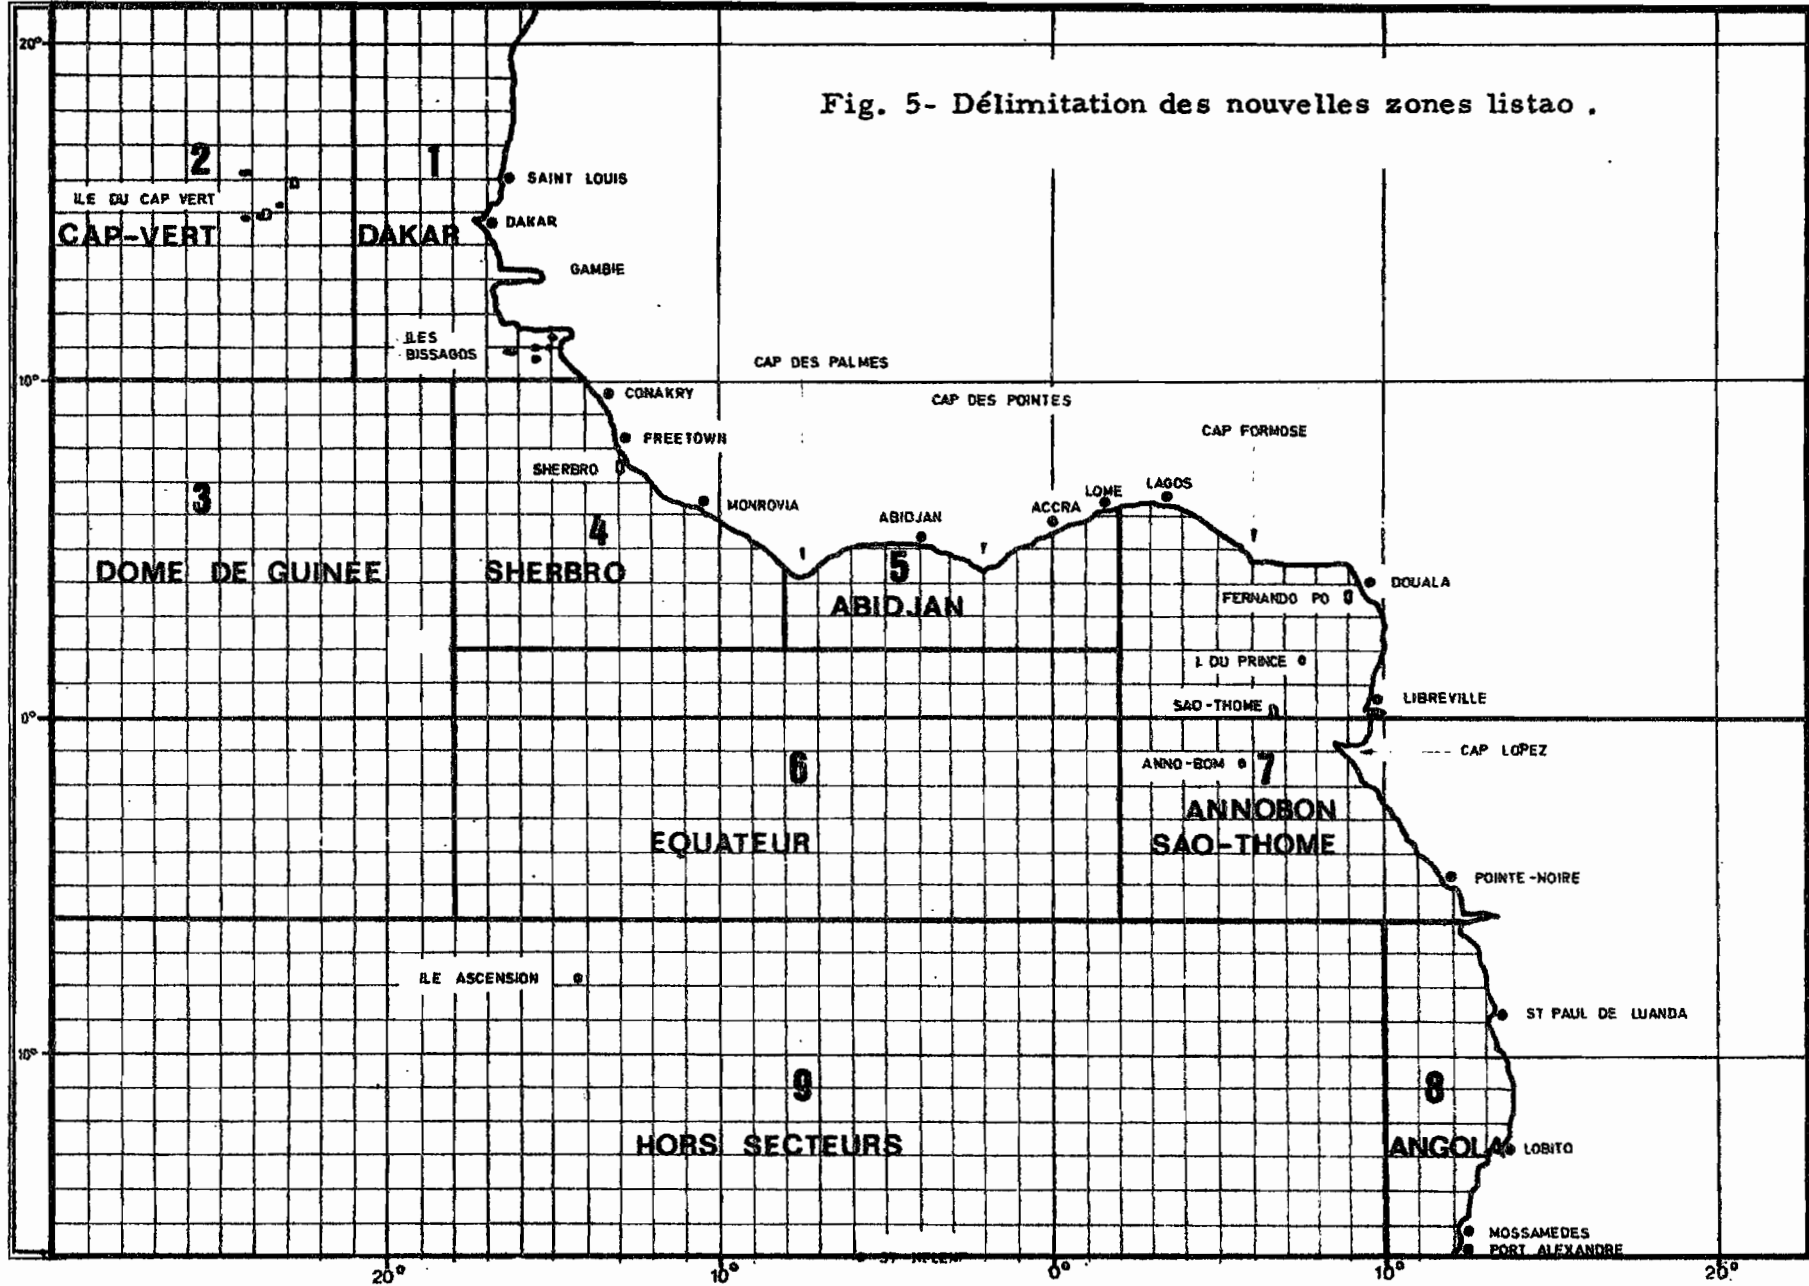 Fig. 5- Délimitation des nouvelles zones listao .
20°
2
1
SAINT LOUIS
ILE DU CAP VERT
DAKAR
CAP-VERT
DAKAR
GAMBIE
ILES
BISSAGOS
CAP DES PALMES
10°
CONAKRY
CAP DES POINTES
CAP FORMOSE
FREETOWN
SHERBRO
3
MONROVIA
ABIDJAN
ACCRA
LOME
LAGOS
4
5
DOME DE GUINEE
SHERBRO
ABIDJAN
DOUALA
FERNANDO PO
I. DU PRINCE
LIBREVILLE
SAO-THOME
0°
CAP LOPEZ
ANNO-BOM
6
7
ANNOBON
SAO-THOME
EQUATEUR
POINTE-NOIRE
ILE ASCENSION
ST PAUL DE LUANDA
10°
9
8
HORS SECTEURS
ANGOLA
LOBITO
MOSSAMEDES
PORT ALEXANDRE
20°
10°
0°
10°
20°